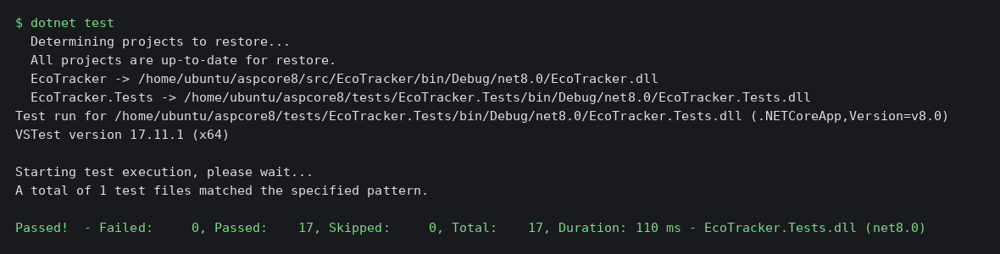 $ dotnet test
  Determining projects to restore...
  All projects are up-to-date for restore.
  EcoTracker -> /home/ubuntu/aspcore8/src/EcoTracker/bin/Debug/net8.0/EcoTracker.dll
  EcoTracker.Tests -> /home/ubuntu/aspcore8/tests/EcoTracker.Tests/bin/Debug/net8.0/EcoTracker.Tests.dll
Test run for /home/ubuntu/aspcore8/tests/EcoTracker.Tests/bin/Debug/net8.0/EcoTracker.Tests.dll (.NETCoreApp,Version=v8.0)
VSTest version 17.11.1 (x64)

Starting test execution, please wait...
A total of 1 test files matched the specified pattern.

Passed!  - Failed:     0, Passed:    17, Skipped:     0, Total:    17, Duration: 110 ms - EcoTracker.Tests.dll (net8.0)